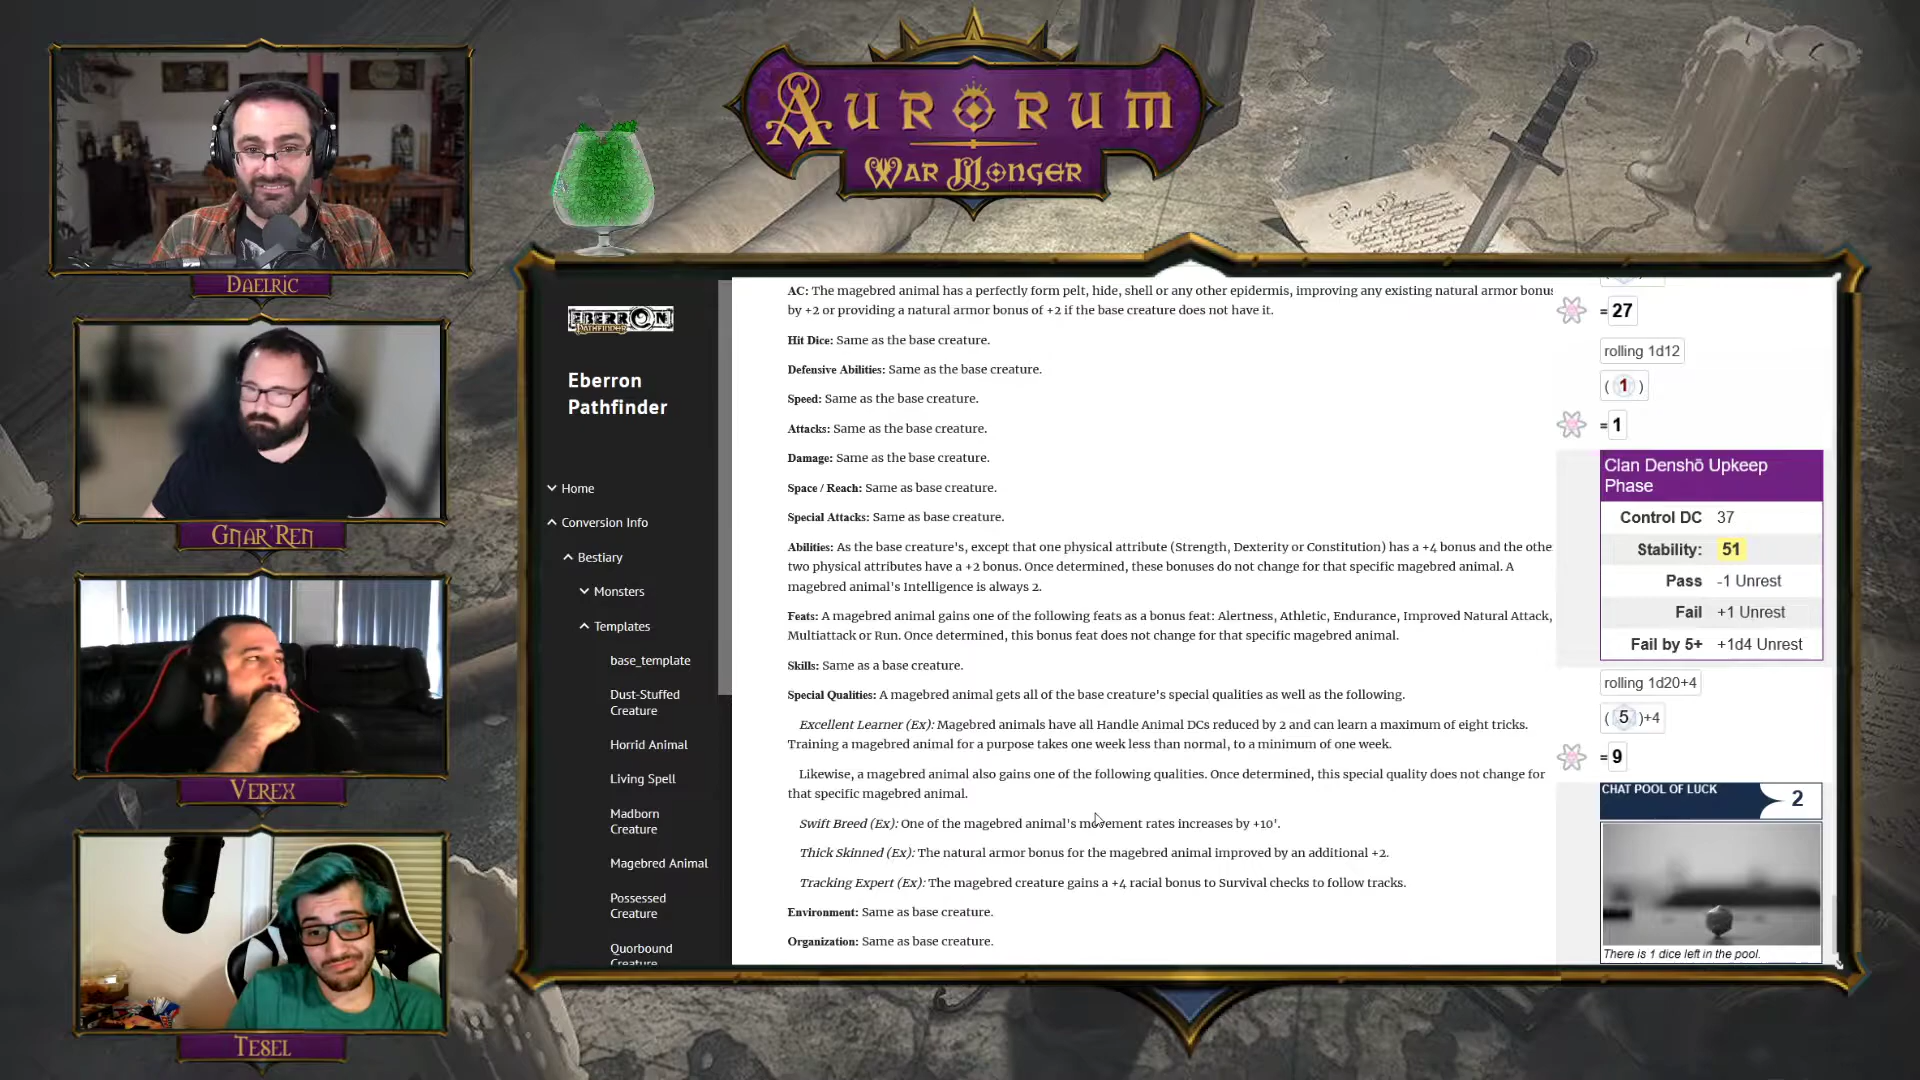 AURORUM
WAR MONGER
DAELRIC
GNAR'REN
VEREX
TESEL
EBERRON
PATHFINDER
Eberron
Pathfinder
Home
Conversion Info
Bestiary
Monsters
Templates
base_template
Dust-Stuffed
Creature
Horrid Animal
Living Spell
Madborn
Creature
Magebred Animal
Possessed
Creature
Quorbound
Creature
AC: The magebred animal has a perfectly form pelt, hide, shell or any other epidermis, improving any existing natural armor bonus
by +2 or providing a natural armor bonus of +2 if the base creature does not have it.
Hit Dice: Same as the base creature.
Defensive Abilities: Same as the base creature.
Speed: Same as the base creature.
Attacks: Same as the base creature.
Damage: Same as the base creature.
Space / Reach: Same as base creature.
Special Attacks: Same as base creature.
Abilities: As the base creature's, except that one physical attribute (Strength, Dexterity or Constitution) has a +4 bonus and the othe
two physical attributes have a +2 bonus. Once determined, these bonuses do not change for that specific magebred animal. A
magebred animal's Intelligence is always 2.
Feats: A magebred animal gains one of the following feats as a bonus feat: Alertness, Athletic, Endurance, Improved Natural Attack,
Multiattack or Run. Once determined, this bonus feat does not change for that specific magebred animal.
Skills: Same as a base creature.
Special Qualities: A magebred animal gets all of the base creature's special qualities as well as the following.
Excellent Learner (Ex): Magebred animals have all Handle Animal DCs reduced by 2 and can learn a maximum of eight tricks.
Training a magebred animal for a purpose takes one week less than normal, to a minimum of one week.
Likewise, a magebred animal also gains one of the following qualities. Once determined, this special quality does not change for
that specific magebred animal.
Swift Breed (Ex): One of the magebred animal's movement rates increases by +10'.
Thick Skinned (Ex): The natural armor bonus for the magebred animal improved by an additional +2.
Tracking Expert (Ex): The magebred creature gains a +4 racial bonus to Survival checks to follow tracks.
Environment: Same as base creature.
Organization: Same as base creature.
=27
rolling 1d12
(1)
=1
Clan Denshō Upkeep
Phase
Control DC 37
Stability: 51
Pass -1 Unrest
Fail +1 Unrest
Fail by 5+ +1d4 Unrest
rolling 1d20+4
(5)+4
=9
CHAT POOL OF LUCK 2
There is 1 dice left in the pool.